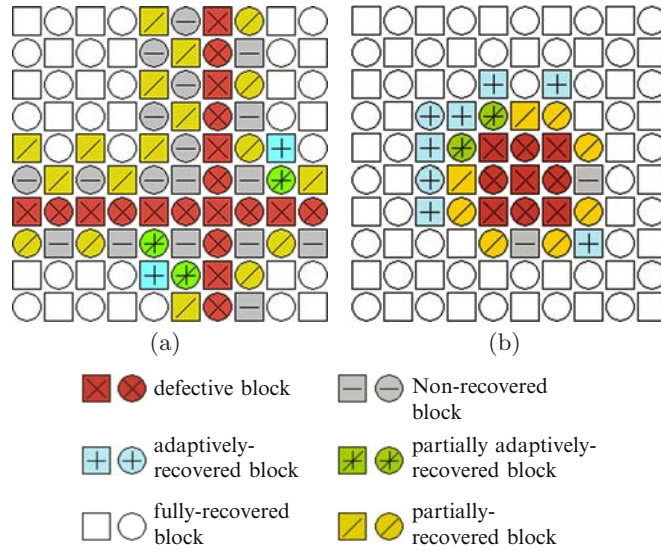 (a)
(b)
defective block
Non-recovered
block
adaptively-
recovered block
partially adaptively-
recovered block
fully-recovered
block
partially-
recovered block